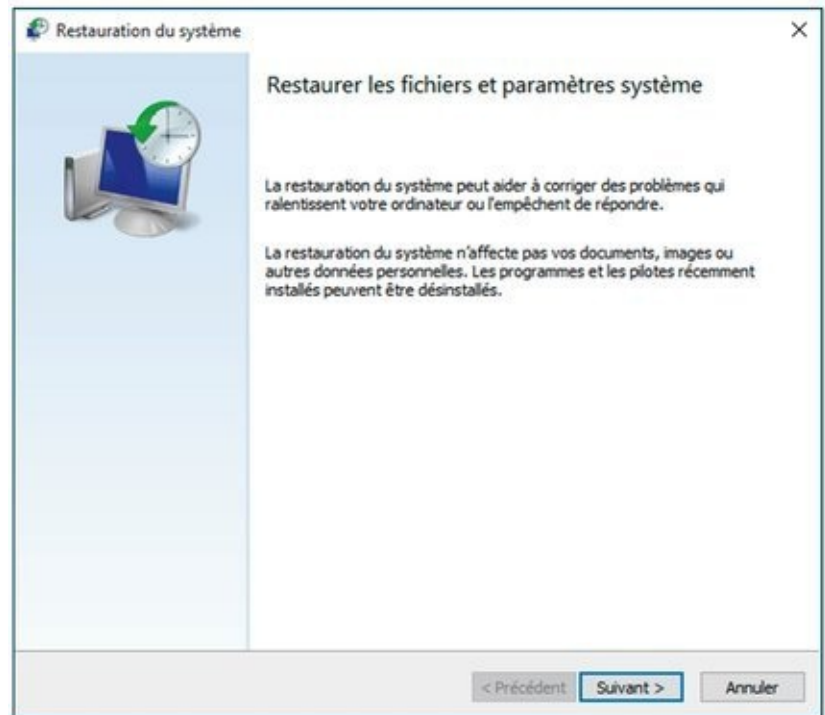 Restauration du système
Restaurer les fichiers et paramètres système
La restauration du système peut aider à corriger des problèmes qui
ralentissent votre ordinateur ou l'empêchent de répondre.
La restauration du système n'affecte pas vos documents, images ou
autres données personnelles. Les programmes et les pilotes récemment
installés peuvent être désinstallés.
< Précédent Suivant > Annuler